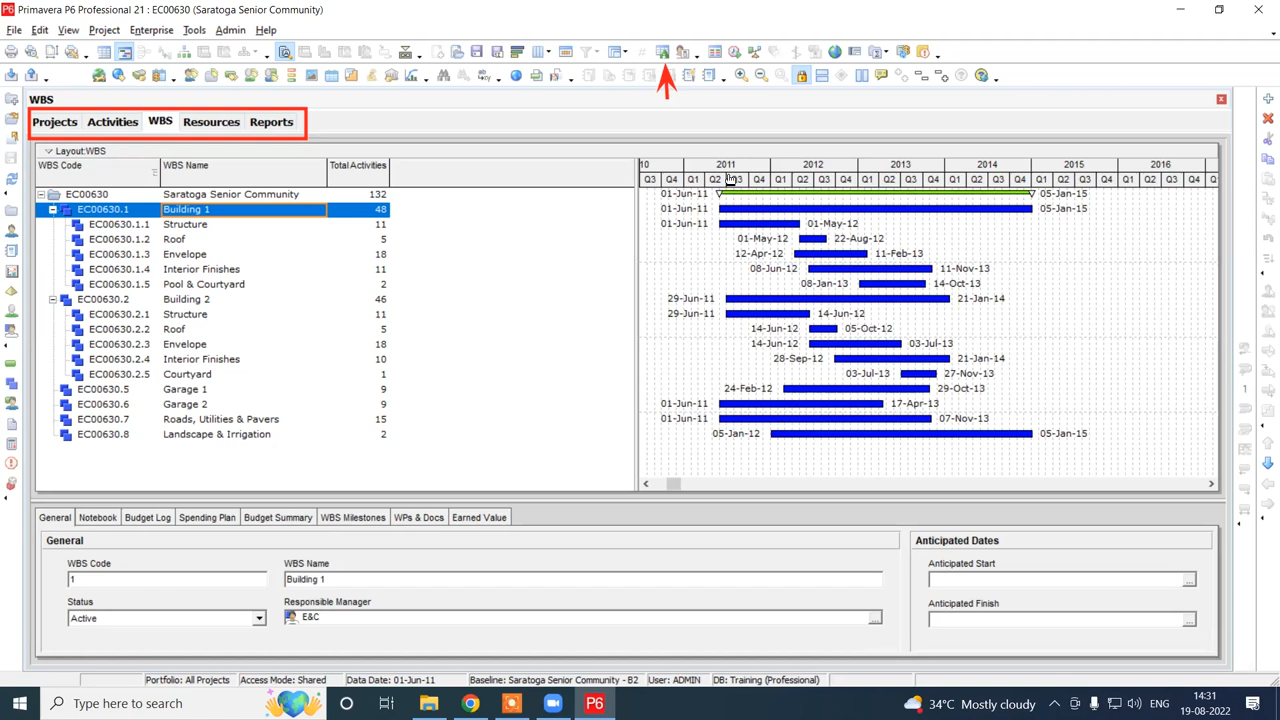 P6 Primavera P6 Professional 21 : EC00630 (Saratoga Senior Community)
File Edit View Project Enterprise Tools Admin Help
WBS
Projects Activities WBS Resources Reports
Layout:WBS
WBS Code WBS Name Total Activities
10 2011 2012 2013 2014 2015 2016
Q3 Q4 Q1 Q2 Q3 Q4 Q1 Q2 Q3 Q4 Q1 Q2 Q3 Q4 Q1 Q2 Q3 Q4 Q1 Q2 Q3 Q4 Q1 Q2 Q3 Q4
EC00630 Saratoga Senior Community 132 01-Jun-11 05-Jan-15
EC00630.1 Building 1 48 01-Jun-11 05-Jan-15
EC00630.1.1 Structure 11 01-Jun-11 01-May-12
EC00630.1.2 Roof 5 01-May-12 22-Aug-12
EC00630.1.3 Envelope 18 12-Apr-12 11-Feb-13
EC00630.1.4 Interior Finishes 11 08-Jun-12 11-Nov-13
EC00630.1.5 Pool & Courtyard 2 08-Jan-13 14-Oct-13
EC00630.2 Building 2 46 29-Jun-11 21-Jan-14
EC00630.2.1 Structure 11 29-Jun-11 14-Jun-12
EC00630.2.2 Roof 5 14-Jun-12 05-Oct-12
EC00630.2.3 Envelope 18 14-Jun-12 03-Jul-13
EC00630.2.4 Interior Finishes 10 28-Sep-12 21-Jan-14
EC00630.2.5 Courtyard 1 03-Jul-13 27-Nov-13
EC00630.5 Garage 1 9 24-Feb-12 29-Oct-13
EC00630.6 Garage 2 9 01-Jun-11 17-Apr-13
EC00630.7 Roads, Utilities & Pavers 15 01-Jun-11 07-Nov-13
EC00630.8 Landscape & Irrigation 2 05-Jan-12 05-Jan-15
General Notebook Budget Log Spending Plan Budget Summary WBS Milestones WPs & Docs Earned Value
General Anticipated Dates
WBS Code WBS Name Anticipated Start
1 Building 1 ...
Status Responsible Manager Anticipated Finish
Active E&C ... ...
Portfolio: All Projects Access Mode: Shared Data Date: 01-Jun-11 Baseline: Saratoga Senior Community - B2 User: ADMIN DB: Training (Professional)
Type here to search P6 34°C Mostly cloudy ENG 14:31
19-08-2022